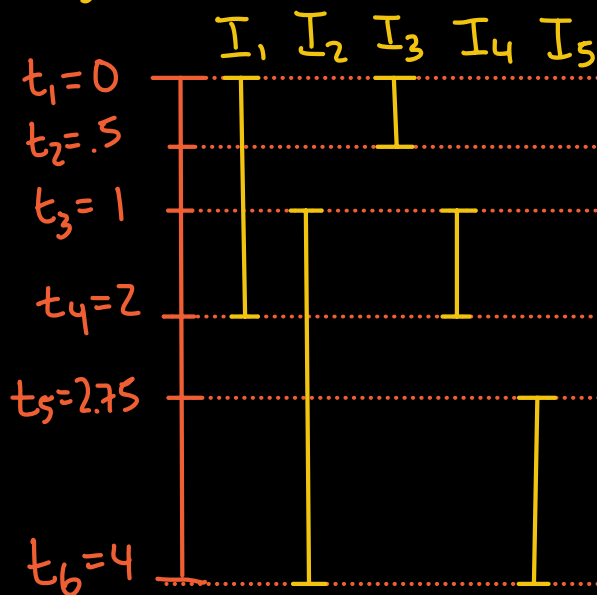 I₁ I₂ I₃ I₄ I₅
t₁=0
t₂=.5
t₃=1
t₄=2
t₅=2.75
t₆=4